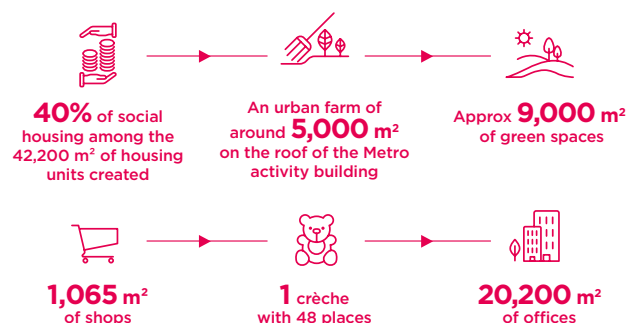 40% of social
housing among the
42,200 m² of housing
units created
An urban farm of
around 5,000 m²
on the roof of the Metro
activity building
Approx 9,000 m²
of green spaces
1,065 m²
of shops
1 crèche
with 48 places
20,200 m²
of offices